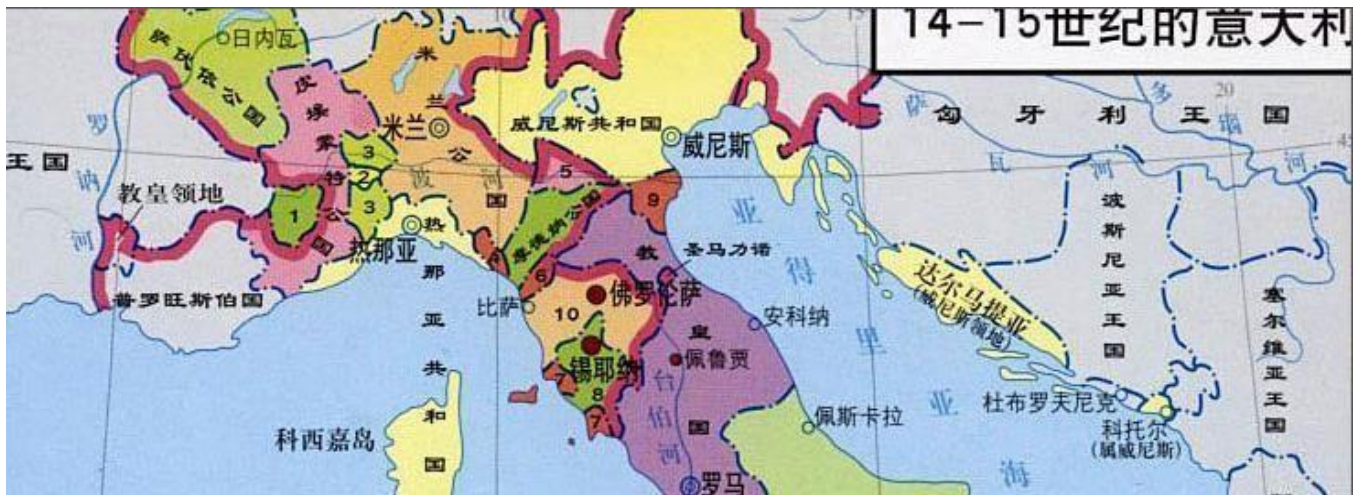 14-15世纪的意大利
萨伏依公国
日内瓦
皮埃蒙特公国
米兰公国
米兰
威尼斯共和国
威尼斯
匈牙利王国
萨瓦河
多瑙河
20
45
王国
罗讷河
教皇领地
普罗旺斯伯国
1
2
3
3
波河
5
9
热那亚
热那亚共和国
摩德纳公国
6
教皇国
圣马力诺
亚得里亚海
波斯尼亚王国
塞尔维亚王国
达尔马提亚
(威尼斯领地)
比萨
10
佛罗伦萨
安科纳
锡耶纳
佩鲁贾
7
8
7
台伯河
科西嘉岛
佩斯卡拉
杜布罗夫尼克
科托尔
(属威尼斯)
罗马